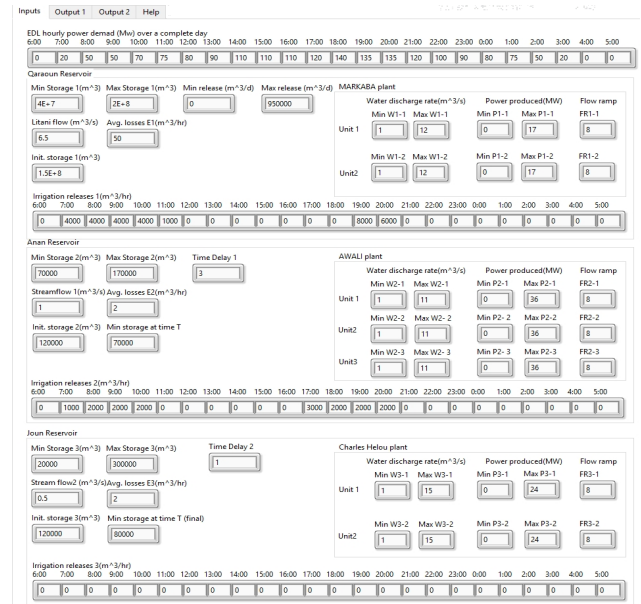 Inputs Output 1 Output 2 Help
EDL hourly power demad (Mw) over a complete day
6:00 7:00 8:00 9:00 10:00 11:00 12:00 13:00 14:00 15:00 16:00 17:00 18:00 19:00 20:00 21:00 22:00 23:00 0:00 1:00 2:00 3:00 4:00 5:00
0 20 50 50 70 90 80 90 110 110 110 120 140 135 135 120 100 90 80 75 50 20 0 0
Qaraoun Reservoir
Min Storage 1(m^3) Max Storage 1(m^3) Min release (m^3/d) Max release (m^3/d) MARKABA plant
4E+7 2E+8 0 950000
Water discharge rate(m^3/s) Power produced(MW) Flow ramp
Litani flow (m^3/s) Avg. losses E1(m^3/hr)
Min W1-1 Max W1-1 Min P1-1 Max P1-1 FR1-1
6.5 50
Unit 1 1 12 0 17 8
Init. storage 1(m^3)
Min W1-2 Max W1-2 Min P1-2 Max P1-2 FR1-2
1.5E+8
Unit2 1 12 0 17 8
Irrigation releases 1(m^3/hr)
6:00 7:00 8:00 9:00 10:00 11:00 12:00 13:00 14:00 15:00 16:00 17:00 18:00 19:00 20:00 21:00 22:00 23:00 0:00 1:00 2:00 3:00 4:00 5:00
0 4000 4000 4000 4000 1000 0 0 0 0 0 0 0 8000 6000 0 0 0 0 0 0 0 0 0
Anan Reservoir
Min Storage 2(m^3) Max Storage 2(m^3) Time Delay 1 AWALI plant
70000 170000 3
Water discharge rate(m^3/s) Power produced(MW) Flow ramp
Streamflow 1(m^3/s) Avg. losses E2(m^3/hr)
Min W2-1 Max W2-1 Min P2-1 Max P2-1 FR2-1
1 2
Unit 1 1 11 0 36 8
Init. storage 2(m^3) Min storage at time T
Min W2-2 Max W2- 2 Min P2- 2 Max P2-2 FR2-2
120000 70000
Unit2 1 11 0 36 8
Min W2-3 Max W2- 3 Min P2- 3 Max P2-3 FR2-3
Unit3 1 11 0 36 8
Irrigation releases 2(m^3/hr)
6:00 7:00 8:00 9:00 10:00 11:00 12:00 13:00 14:00 15:00 16:00 17:00 18:00 19:00 20:00 21:00 22:00 23:00 0:00 1:00 2:00 3:00 4:00 5:00
0 1000 2000 2000 2000 0 0 0 0 0 0 3000 2000 2000 2000 0 0 0 0 0 0 0 0 0
Joun Reservoir
Min Storage 3(m^3) Max Storage 3(m^3) Time Delay 2 Charles Helou plant
20000 300000 1
Water discharge rate(m^3/s) Power produced(MW) Flow ramp
Stream flow2 (m^3/s) Avg. losses E3(m^3/hr)
Min W3-1 Max W3-1 Min P3-1 Max P3-1 FR3-1
0.5 2
Unit 1 1 15 0 24 8
Init. storage 3(m^3) Min storage at time T (final)
Min W3-2 Max W3-2 Min P3-2 Max P3-2 FR3-2
120000 80000
Unit2 1 15 0 24 8
Irrigation releases 3(m^3/hr)
6:00 7:00 8:00 9:00 10:00 11:00 12:00 13:00 14:00 15:00 16:00 17:00 18:00 19:00 20:00 21:00 22:00 23:00 0:00 1:00 2:00 3:00 4:00 5:00
0 0 0 0 0 0 0 0 0 0 0 0 0 0 0 0 0 0 0 0 0 0 0 0